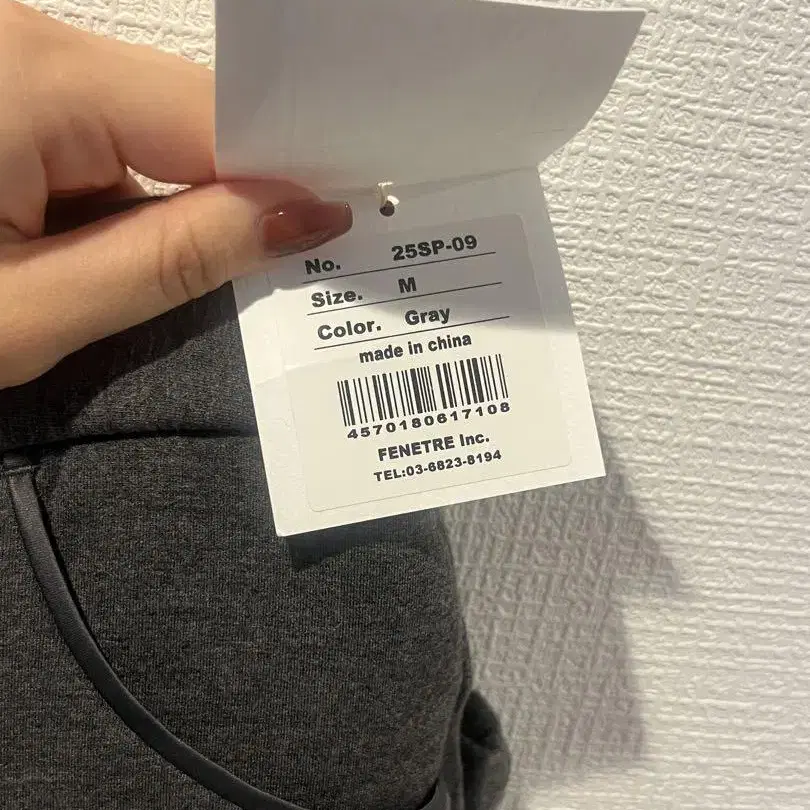 No. 25SP-09
Size. M
Color. Gray
made in china
4570180617108
FENETRE Inc.
TEL:03-6823-8194